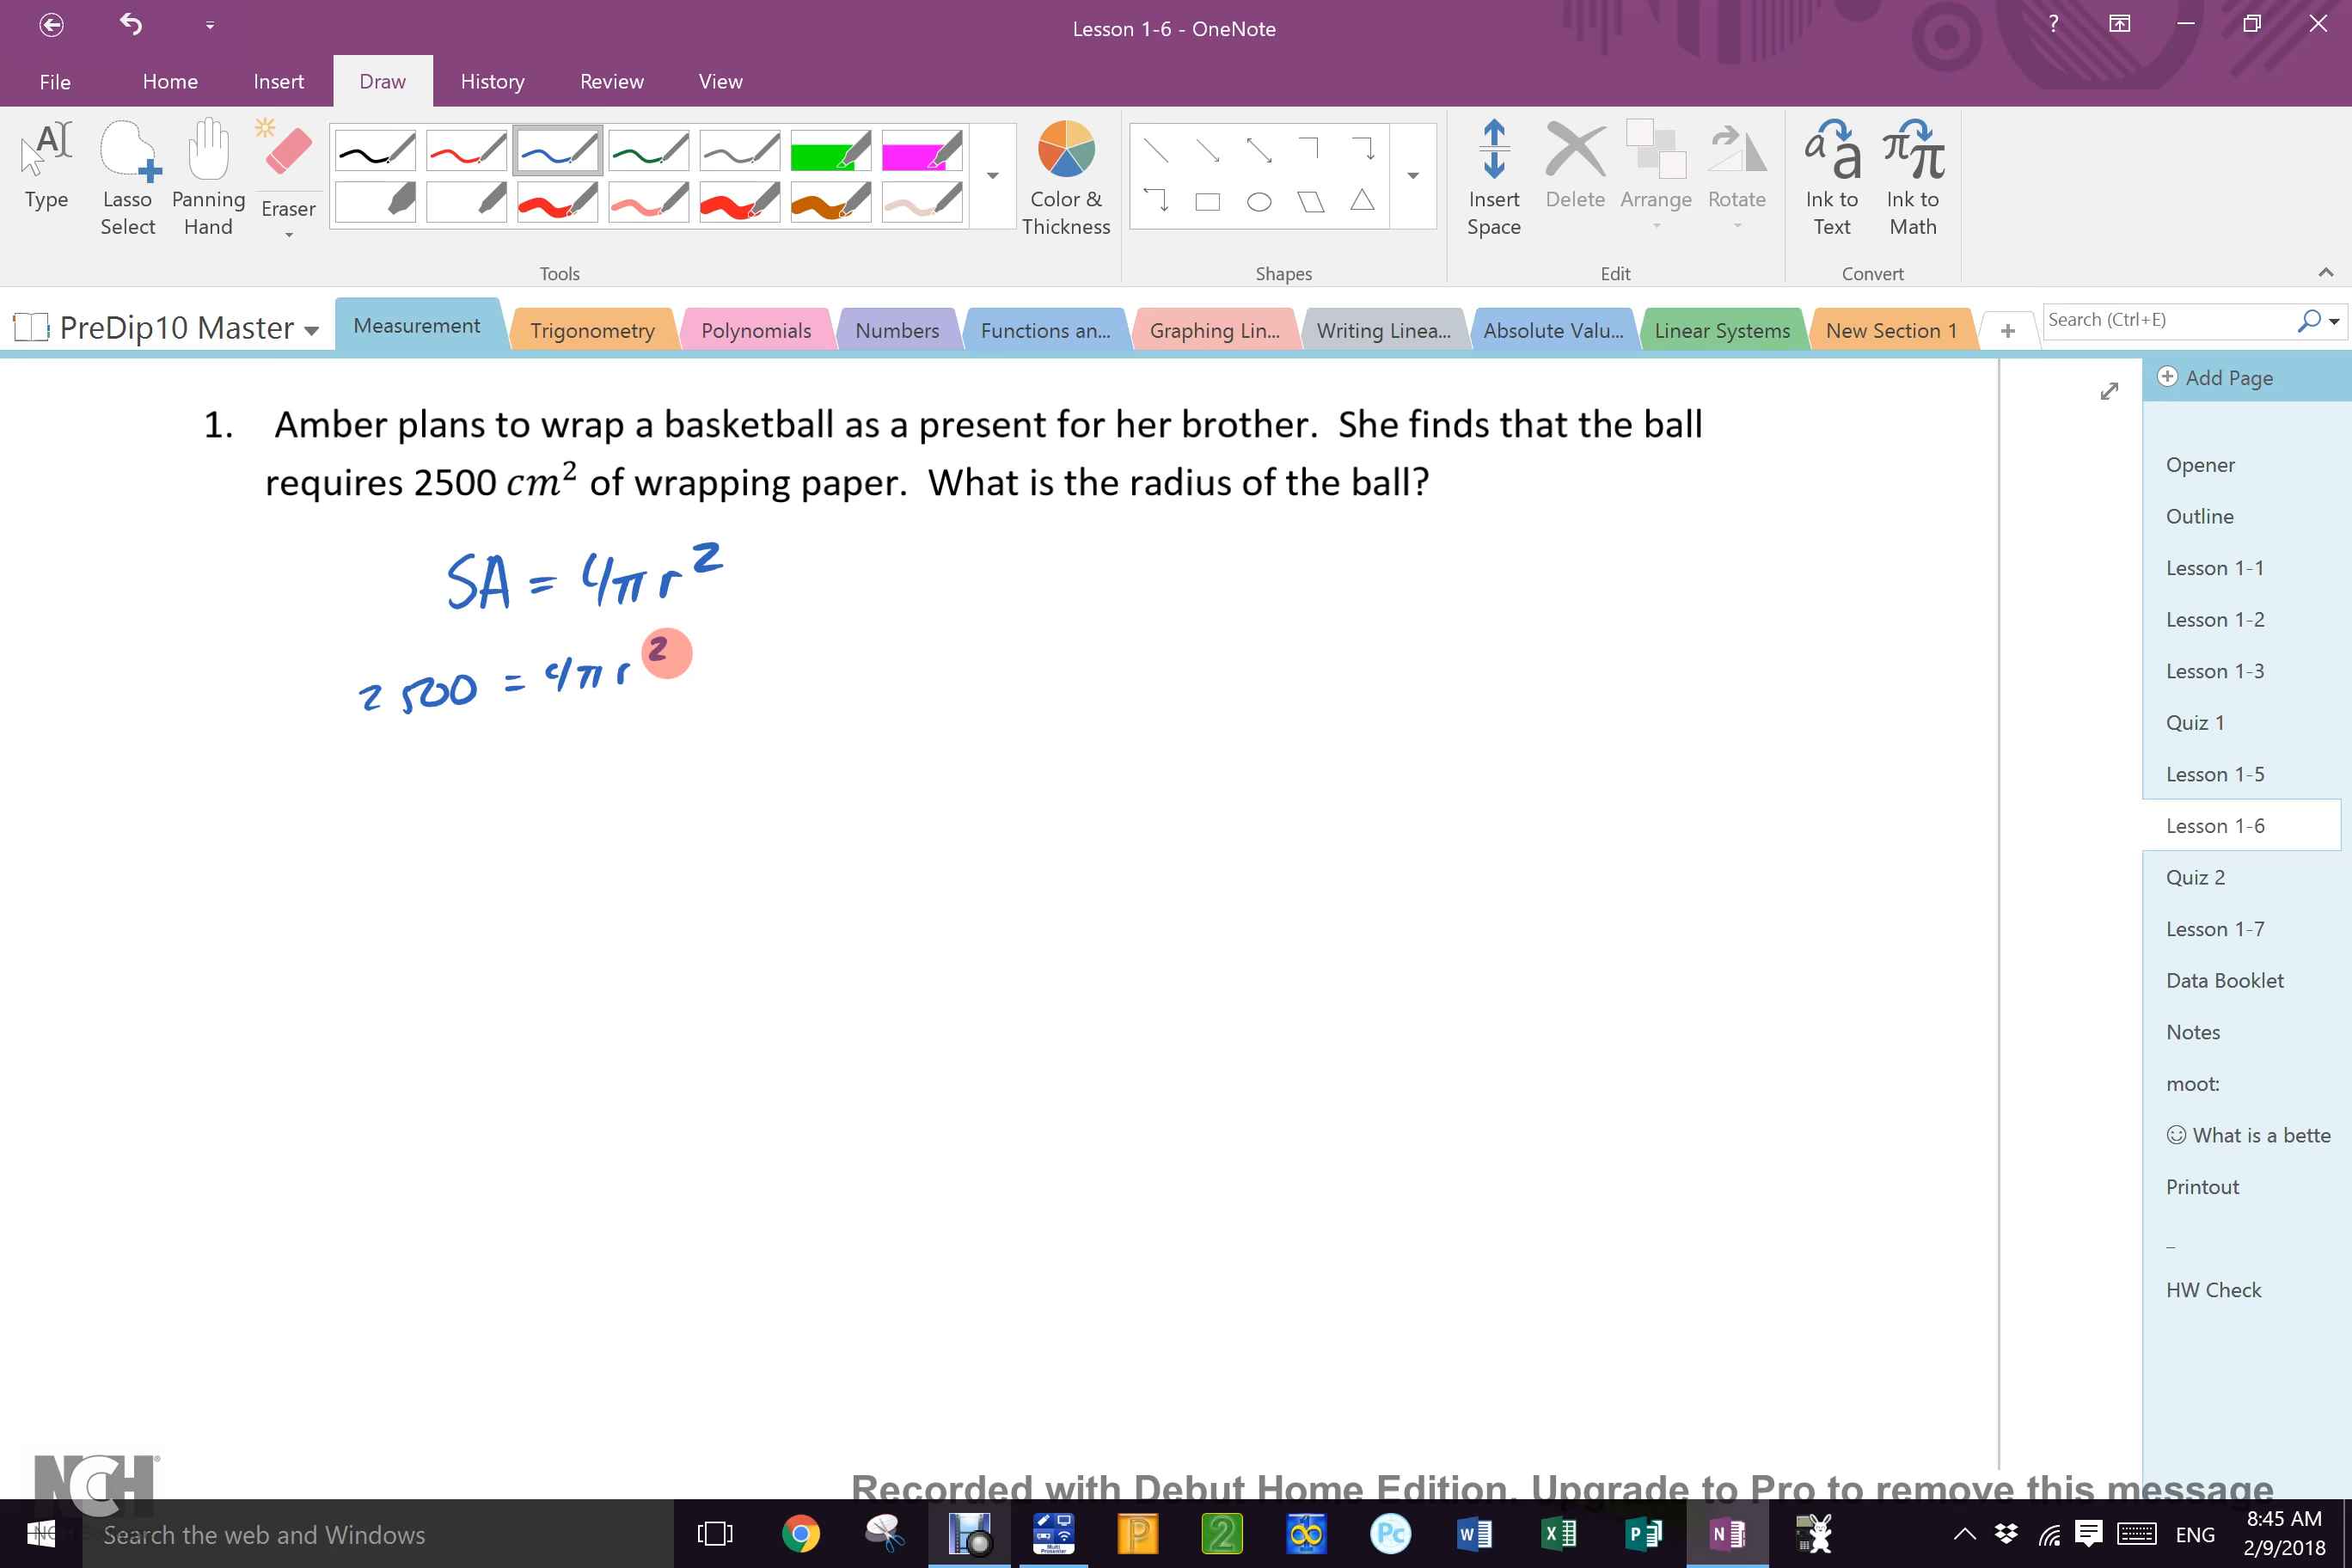 Lesson 1-6 - OneNote
?
File Home Insert Draw History Review View
Type
Lasso Select
Panning Hand
Eraser
Color & Thickness
Insert Space
Delete
Arrange
Rotate
Ink to Text
Ink to Math
Tools
Shapes
Edit
Convert
PreDip10 Master
Measurement
Trigonometry
Polynomials
Numbers
Functions an...
Graphing Lin...
Writing Linea...
Absolute Valu...
Linear Systems
New Section 1
+
Search (Ctrl+E)
Add Page
1. Amber plans to wrap a basketball as a present for her brother. She finds that the ball
requires 2500 cm² of wrapping paper. What is the radius of the ball?
SA = 4πr²
2500 = 4πr²
Opener
Outline
Lesson 1-1
Lesson 1-2
Lesson 1-3
Quiz 1
Lesson 1-5
Lesson 1-6
Quiz 2
Lesson 1-7
Data Booklet
Notes
moot:
☺ What is a bette
Printout
_
HW Check
NCH®
Recorded with Debut Home Edition. Upgrade to Pro to remove this message
Search the web and Windows
ENG
8:45 AM
2/9/2018